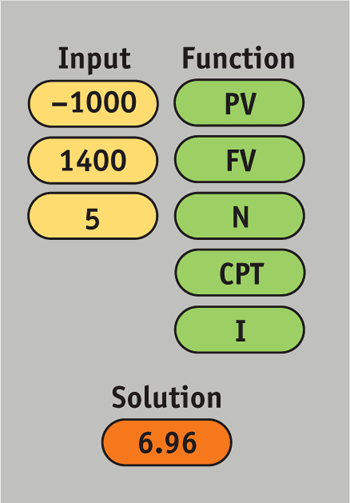 Input Function
–1000 PV
1400 FV
5 N
CPT
I
Solution
6.96